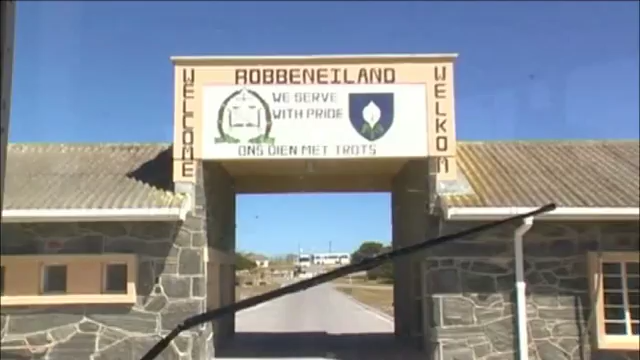 ROBBENEILAND
WELCOME
WE SERVE
WITH PRIDE
ONS DIEN MET TROTS
WELKOM